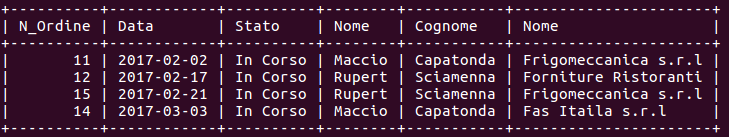 +----------+------------+----------+--------+-----------+----------------------+
| N_Ordine | Data       | Stato    | Nome   | Cognome   | Nome                 |
+----------+------------+----------+--------+-----------+----------------------+
|       11 | 2017-02-02 | In Corso | Maccio | Capatonda | Frigomeccanica s.r.l |
|       12 | 2017-02-17 | In Corso | Rupert | Sciamenna | Forniture Ristoranti |
|       15 | 2017-02-21 | In Corso | Rupert | Sciamenna | Frigomeccanica s.r.l |
|       14 | 2017-03-03 | In Corso | Maccio | Capatonda | Fas Itaila s.r.l     |
+----------+------------+----------+--------+-----------+----------------------+